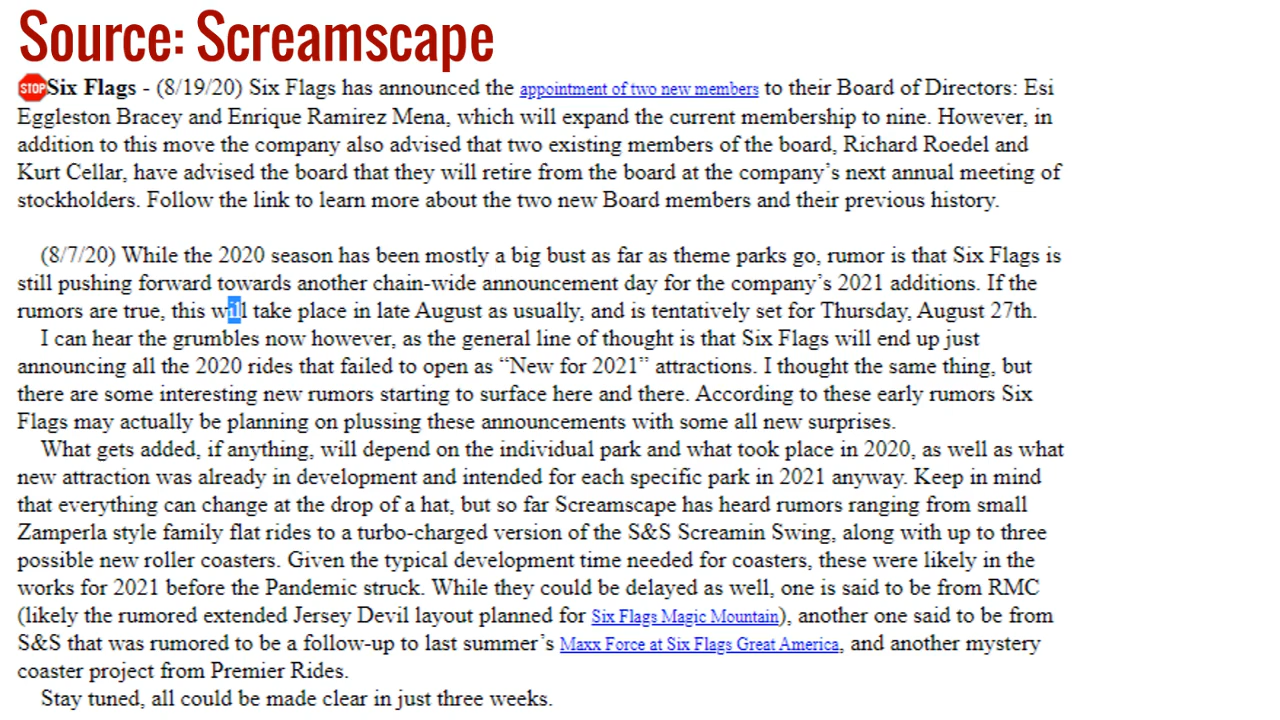 Source: Screamscape
STOP Six Flags - (8/19/20) Six Flags has announced the appointment of two new members to their Board of Directors: Esi
Eggleston Bracey and Enrique Ramirez Mena, which will expand the current membership to nine. However, in
addition to this move the company also advised that two existing members of the board, Richard Roedel and
Kurt Cellar, have advised the board that they will retire from the board at the company's next annual meeting of
stockholders. Follow the link to learn more about the two new Board members and their previous history.
(8/7/20) While the 2020 season has been mostly a big bust as far as theme parks go, rumor is that Six Flags is
still pushing forward towards another chain-wide announcement day for the company's 2021 additions. If the
rumors are true, this will take place in late August as usually, and is tentatively set for Thursday, August 27th.
I can hear the grumbles now however, as the general line of thought is that Six Flags will end up just
announcing all the 2020 rides that failed to open as “New for 2021” attractions. I thought the same thing, but
there are some interesting new rumors starting to surface here and there. According to these early rumors Six
Flags may actually be planning on plussing these announcements with some all new surprises.
What gets added, if anything, will depend on the individual park and what took place in 2020, as well as what
new attraction was already in development and intended for each specific park in 2021 anyway. Keep in mind
that everything can change at the drop of a hat, but so far Screamscape has heard rumors ranging from small
Zamperla style family flat rides to a turbo-charged version of the S&S Screamin Swing, along with up to three
possible new roller coasters. Given the typical development time needed for coasters, these were likely in the
works for 2021 before the Pandemic struck. While they could be delayed as well, one is said to be from RMC
(likely the rumored extended Jersey Devil layout planned for Six Flags Magic Mountain), another one said to be from
S&S that was rumored to be a follow-up to last summer's Maxx Force at Six Flags Great America, and another mystery
coaster project from Premier Rides.
Stay tuned, all could be made clear in just three weeks.